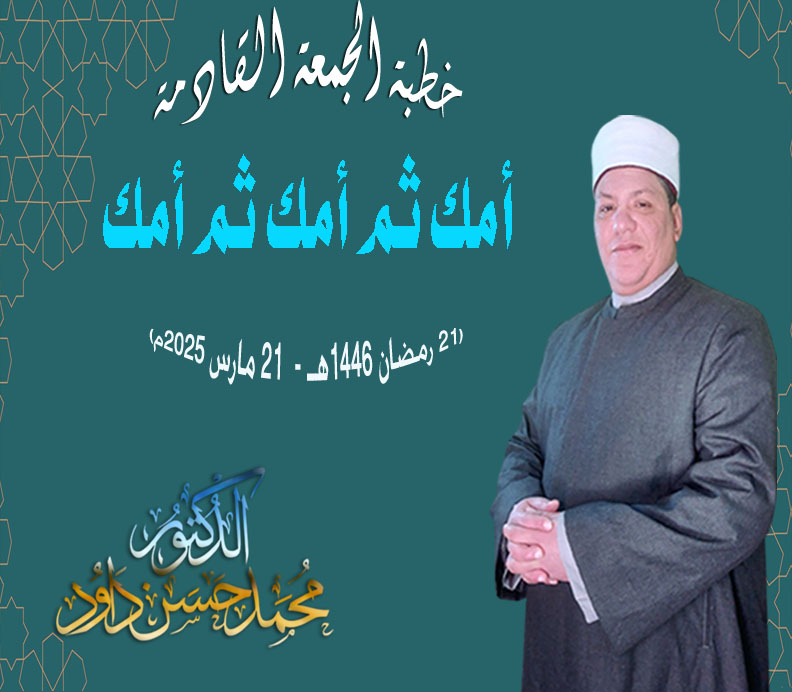 خطبة الجمعة القادمة
أمك ثم أمك ثم أمك
(21 رمضان 1446هـ - 21 مارس 2025م)
الدكتور
محمد حسن داود